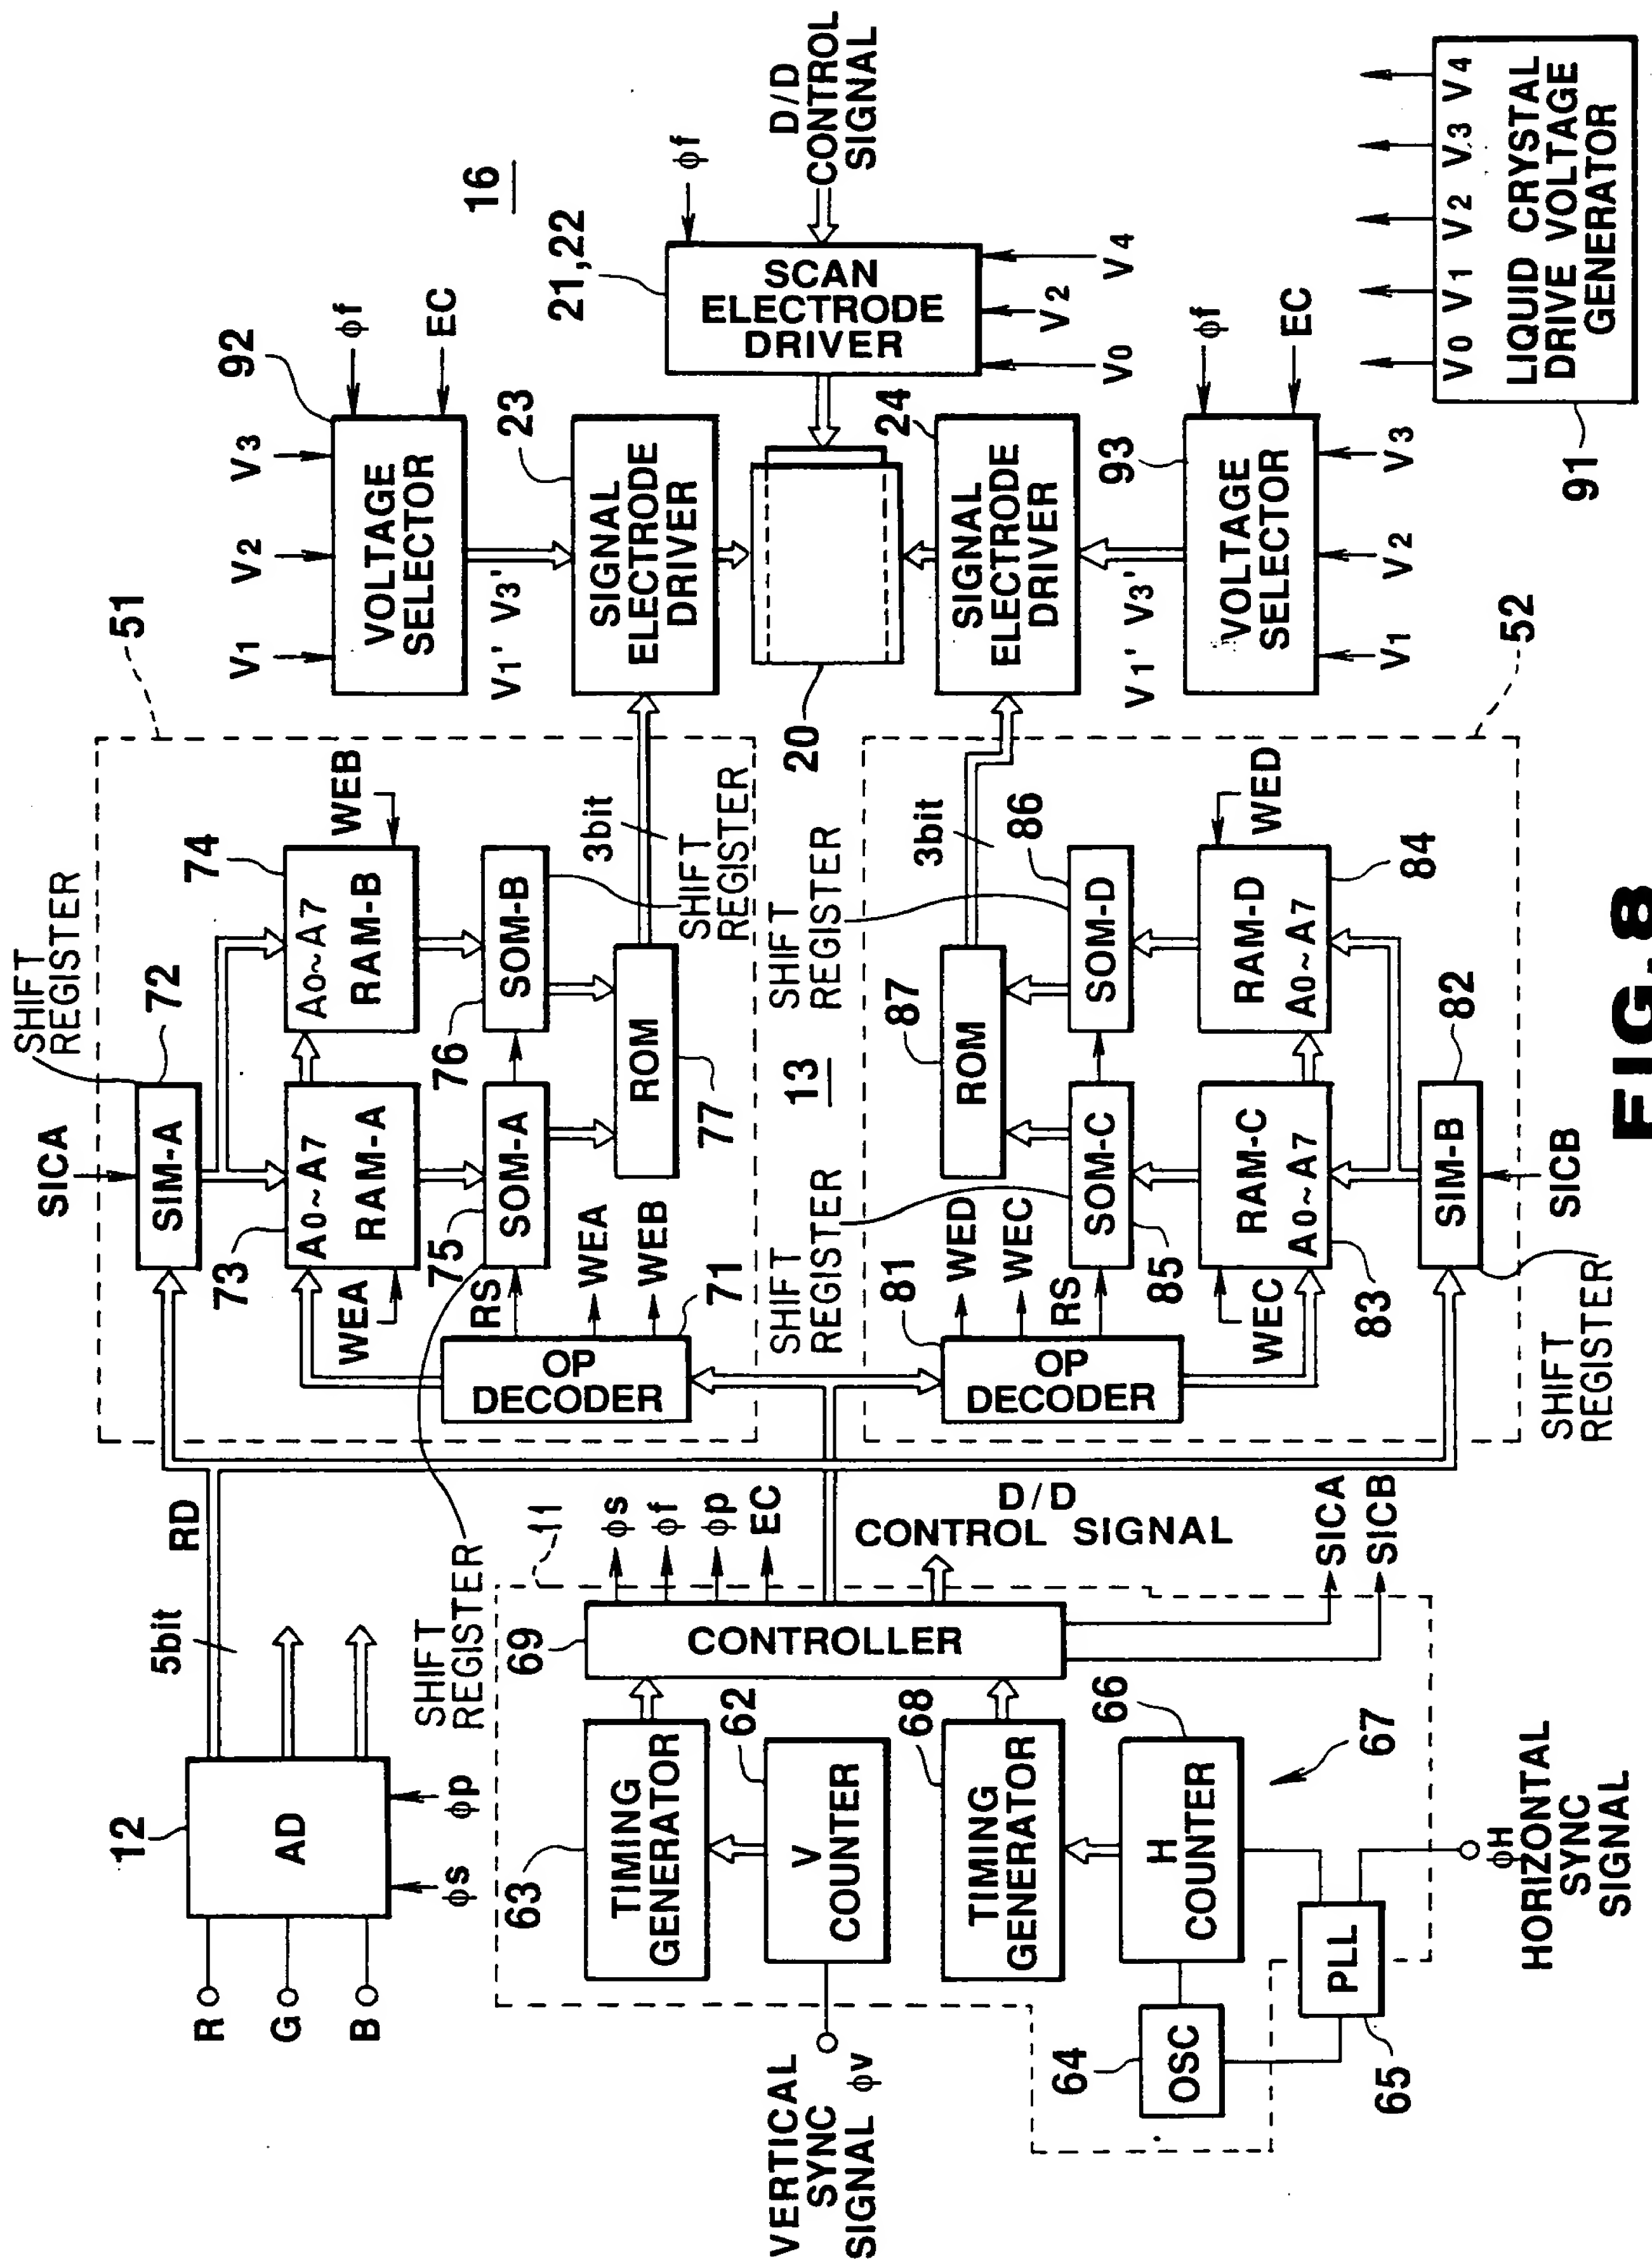 FIG.8
16
13
R
G
B
12
AD
φs
φp
5bit
RD
VERTICAL
SYNC
SIGNAL φv
HORIZONTAL
SYNC
SIGNAL
φH
11
63
TIMING
GENERATOR
62
V
COUNTER
68
TIMING
GENERATOR
66
H
COUNTER
67
64
OSC
65
PLL
69
CONTROLLER
φs
φf
φp
EC
D/D
CONTROL SIGNAL
SICA
SICB
51
SICA
SHIFT
REGISTER
72
SIM-A
73
A0~A7
RAM-A
WEA
74
A0~A7
RAM-B
WEB
75
SOM-A
SHIFT
REGISTER
76
SOM-B
SHIFT
REGISTER
RS
WEA
WEB
71
OP
DECODER
ROM
77
3bit
52
81
OP
DECODER
WED
WEC
RS
87
ROM
3bit
SHIFT
REGISTER
SOM-C
85
SHIFT
REGISTER
86
SOM-D
RAM-C
A0~A7
WEC
83
RAM-D
A0~A7
WED
84
SIM-B
82
SICB
SHIFT
REGISTER
V1
V2
V3
92
VOLTAGE
SELECTOR
φf
EC
V1' V3'
23
SIGNAL
ELECTRODE
DRIVER
20
21,22
SCAN
ELECTRODE
DRIVER
φf
D/D
CONTROL
SIGNAL
V0
V2
V4
24
SIGNAL
ELECTRODE
DRIVER
V1' V3'
93
VOLTAGE
SELECTOR
φf
EC
V1
V2
V3
V0 V1 V2 V3 V4
LIQUID CRYSTAL
DRIVE VOLTAGE
GENERATOR
91